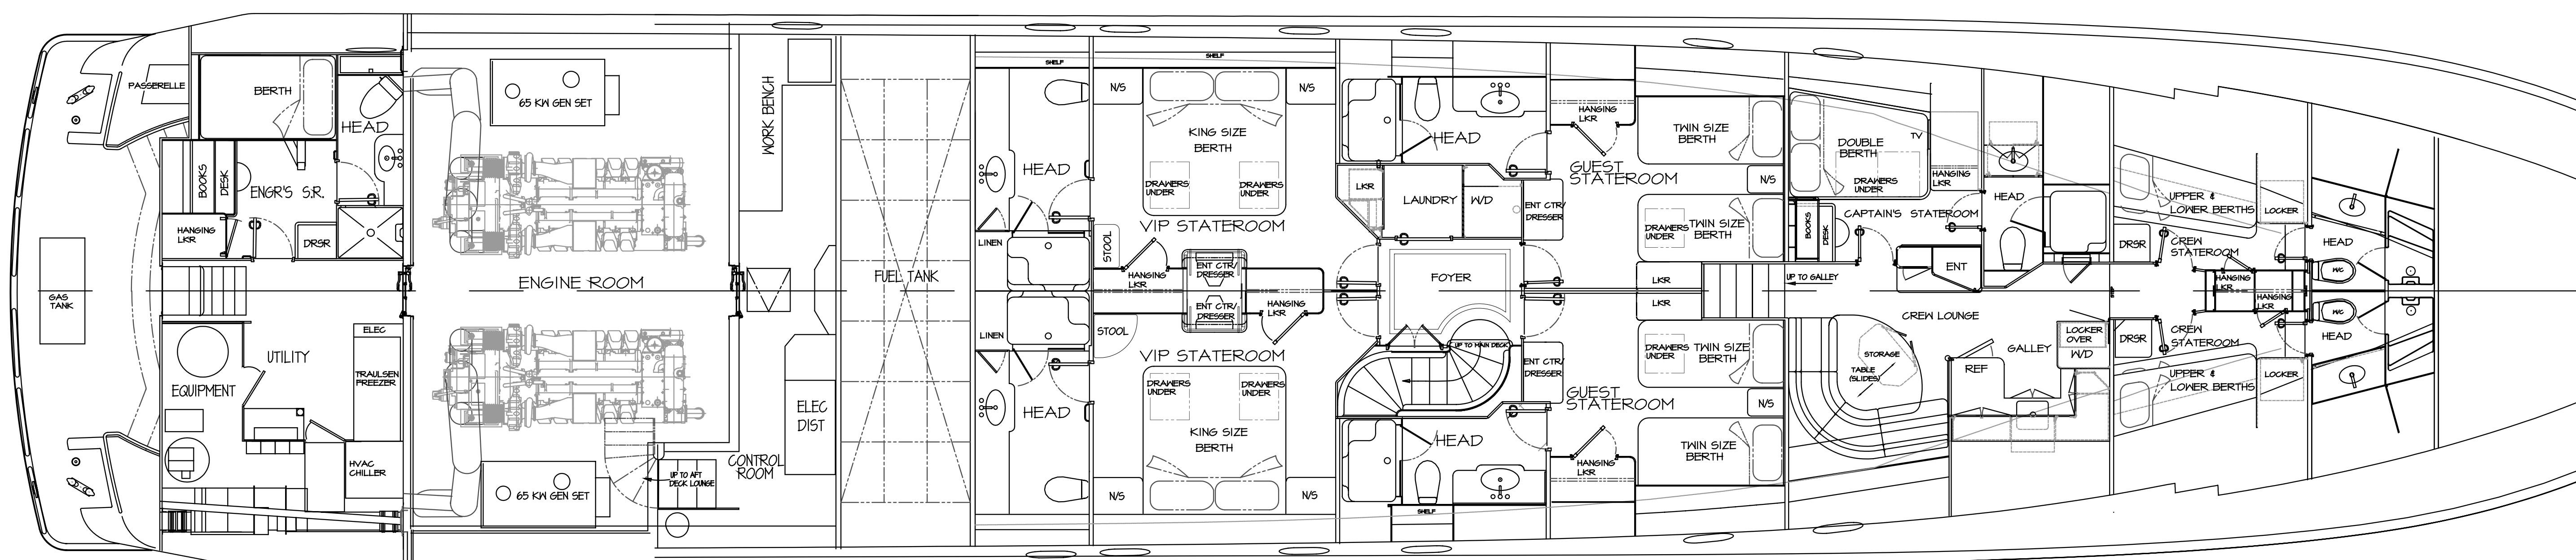 GAS
TANK
PASSERELLE
BERTH
HEAD
BOOKS
DESK
ENGR'S S.R.
HANGING
LKR
DRSR
UTILITY
EQUIPMENT
ELEC
TRAULSEN
FREEZER
HVAC
CHILLER
65 KW GEN SET
ENGINE ROOM
65 KW GEN SET
WORK BENCH
UP TO AFT
DECK LOUNGE
CONTROL
ROOM
ELEC
DIST
FUEL TANK
SHELF
SHELF
HEAD
LINEN
LINEN
HEAD
STOOL
STOOL
N/S
N/S
KING SIZE
BERTH
DRAWERS
UNDER
DRAWERS
UNDER
VIP STATEROOM
HANGING
LKR
ENT CTR/
DRESSER
ENT CTR/
DRESSER
HANGING
LKR
VIP STATEROOM
DRAWERS
UNDER
DRAWERS
UNDER
KING SIZE
BERTH
N/S
N/S
HEAD
LKR
LAUNDRY
W/D
ENT CTR/
DRESSER
FOYER
UP TO MAIN DECK
ENT CTR/
DRESSER
HEAD
SHELF
HANGING
LKR
GUEST
STATEROOM
TWIN SIZE
BERTH
N/S
DRAWERS
UNDER
TWIN SIZE
BERTH
LKR
LKR
DRAWERS
UNDER
TWIN SIZE
BERTH
N/S
GUEST
STATEROOM
TWIN SIZE
BERTH
HANGING
LKR
DOUBLE
BERTH
TV
DRAWERS
UNDER
HANGING
LKR
BOOKS
DESK
CAPTAIN'S STATEROOM
HEAD
ENT
UP TO GALLEY
CREW LOUNGE
STORAGE
TABLE
(SLIDES)
GALLEY
REF
LOCKER
OVER
W/D
UPPER &
LOWER BERTHS
LOCKER
DRSR
CREW
STATEROOM
HANGING
LKR
HANGING
LKR
DRSR
CREW
STATEROOM
UPPER &
LOWER BERTHS
LOCKER
HEAD
WC
WC
HEAD